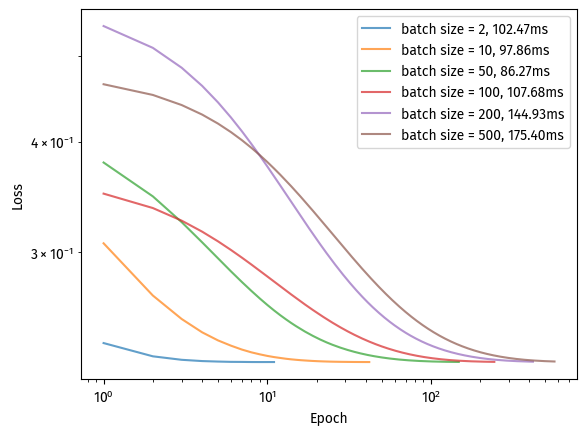 batch size = 2, 102.47ms
batch size = 10, 97.86ms
batch size = 50, 86.27ms
batch size = 100, 107.68ms
batch size = 200, 144.93ms
batch size = 500, 175.40ms
4 × 10⁻¹
3 × 10⁻¹
Loss
10⁰ 10¹ 10²
Epoch